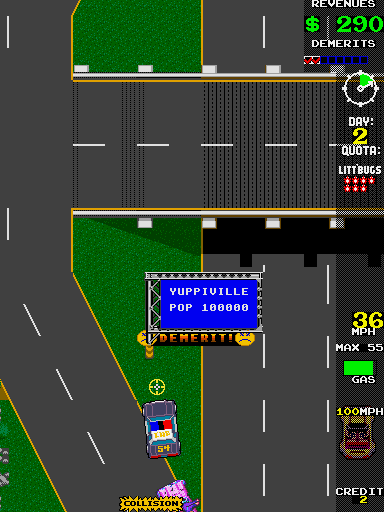 REVENUES
$ 290
DEMERITS
DAY:
2
QUOTA:
LITTBUGS
YUPPIVILLE
POP 100000
DEMERIT!
36
MPH
MAX 55
GAS
100MPH
54
COLLISION
CREDIT
2